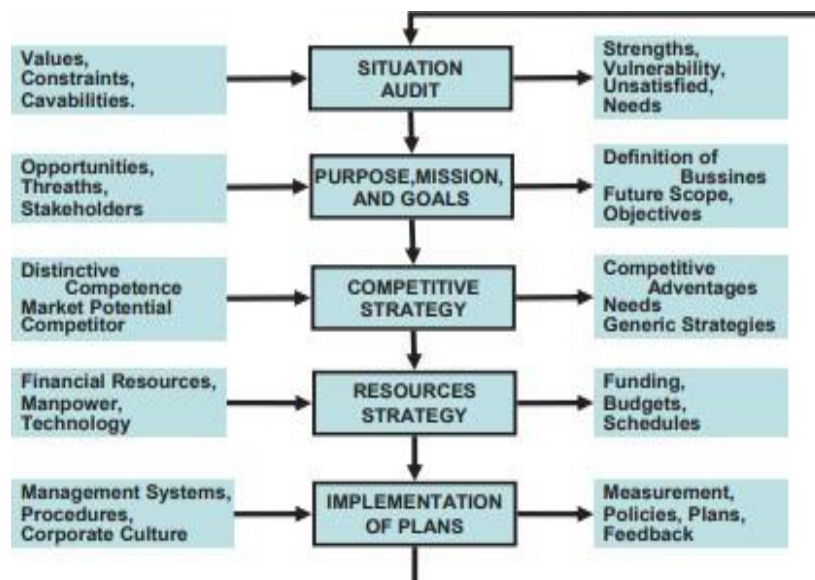 Values,
Constraints,
Cavabilities.
SITUATION
AUDIT
Strengths,
Vulnerability,
Unsatisfied,
Needs
Opportunities,
Threaths,
Stakeholders
PURPOSE,MISSION,
AND GOALS
Definition of
Bussines
Future Scope,
Objectives
Distinctive
Competence
Market Potential
Competitor
COMPETITIVE
STRATEGY
Competitive
Adventages
Needs
Generic Strategies
Financial Resources,
Manpower,
Technology
RESOURCES
STRATEGY
Funding,
Budgets,
Schedules
Management Systems,
Procedures,
Corporate Culture
IMPLEMENTATION
OF PLANS
Measurement,
Policies, Plans,
Feedback